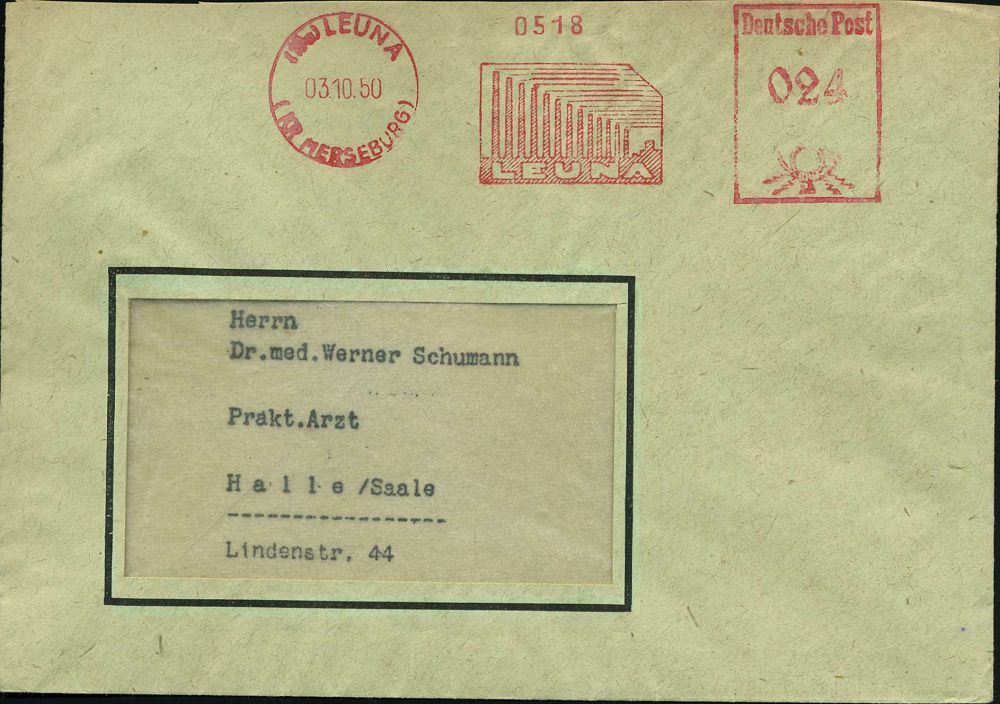 LEUNA
03.10.50
(KR. MERSEBURG)
0518
LEUNA
Deutsche Post
024
Herrn
Dr.med.Werner Schumann
Prakt.Arzt
H a l l e /Saale
-----------------
Lindenstr. 44